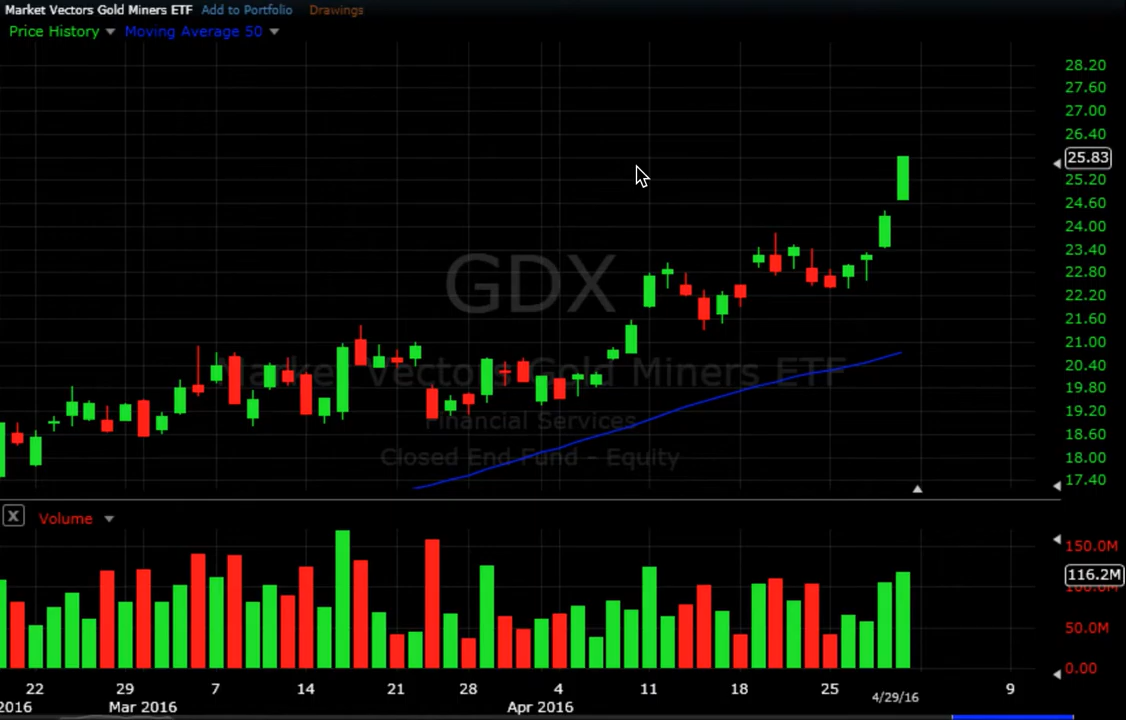 Market Vectors Gold Miners ETF Add to Portfolio Drawings
Price History Moving Average 50
28.20
27.60
27.00
26.40
25.83
25.20
24.60
24.00
23.40
22.80
22.20
21.60
21.00
20.40
19.80
19.20
18.60
18.00
17.40
GDX
Market Vectors Gold Miners ETF
Financial Services
Closed End Fund - Equity
X Volume
150.0M
116.2M
50.0M
0.00
22 29 7 14 21 28 4 11 18 25 4/29/16 9
2016 Mar 2016 Apr 2016